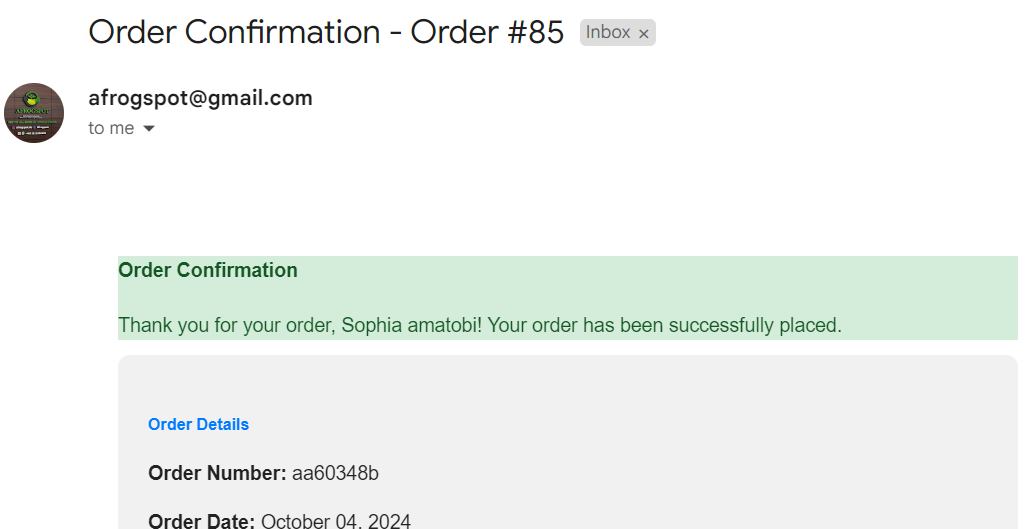 Order Confirmation - Order #85 Inbox ×
afrogspot@gmail.com
to me
Order Confirmation
Thank you for your order, Sophia amatobi! Your order has been successfully placed.
Order Details
Order Number: aa60348b
Order Date: October 04, 2024